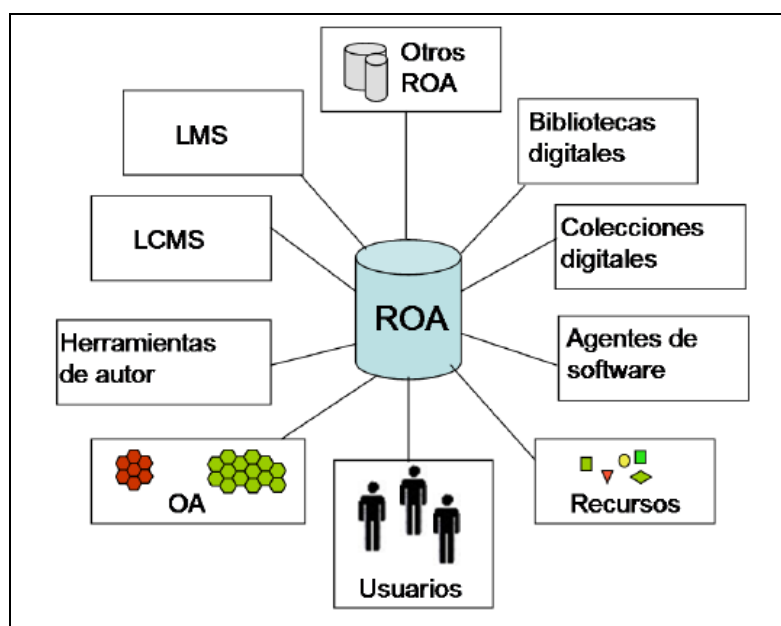 Otros
ROA
LMS
Bibliotecas
digitales
LCMS
Colecciones
digitales
ROA
Herramientas
de autor
Agentes de
software
OA
Usuarios
Recursos